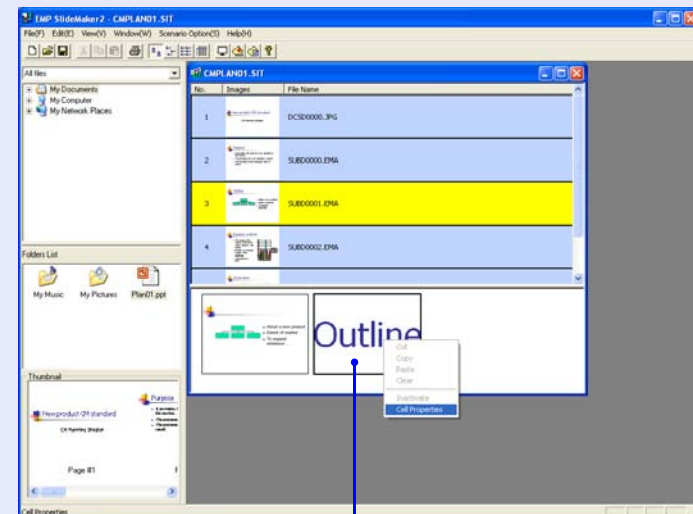 EMP SlideMaker2 - CMPLAN01.SIT
File(F) Edit(E) View(V) Window(W) Scenario Option(S) Help(H)
All files
My Documents
My Computer
My Network Places
Folders List
My Music My Pictures Plan01.ppt
Thumbnail
Newproduct CM standard
CM Planning Division
Page #1
Purpose
CMPLAN01.SIT
No. Images File Name
1 DCSD0000.JPG
2 SUBD0000.EMA
3 SUBD0001.EMA
4 SUBD0002.EMA
Outline
Cut
Copy
Paste
Clear
Inactivate
Cell Properties
Cell Properties